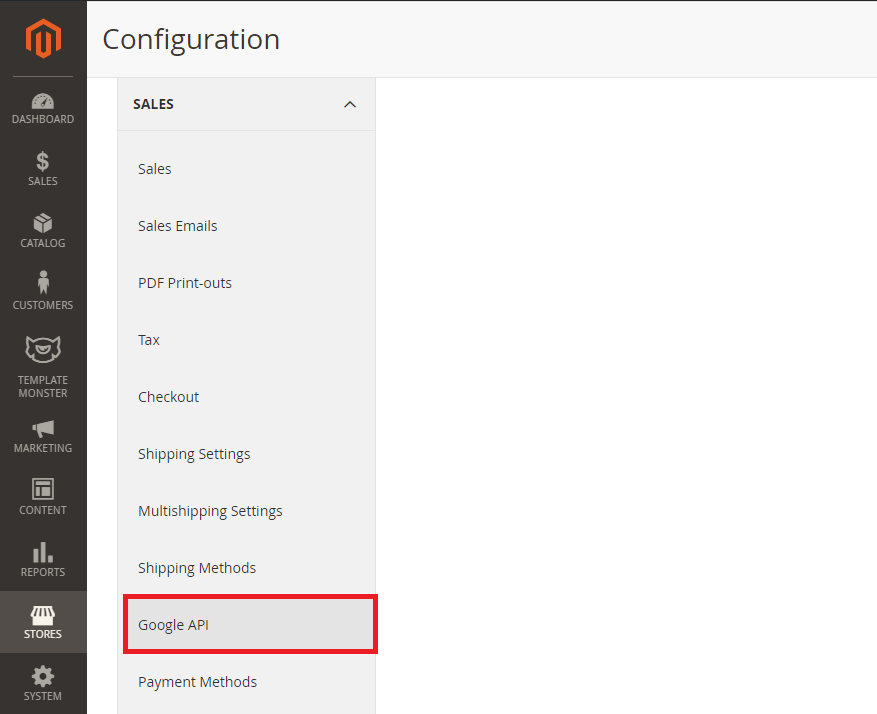 Configuration
DASHBOARD
SALES
CATALOG
CUSTOMERS
TEMPLATE
MONSTER
MARKETING
CONTENT
REPORTS
STORES
SYSTEM
SALES
Sales
Sales Emails
PDF Print-outs
Tax
Checkout
Shipping Settings
Multishipping Settings
Shipping Methods
Google API
Payment Methods